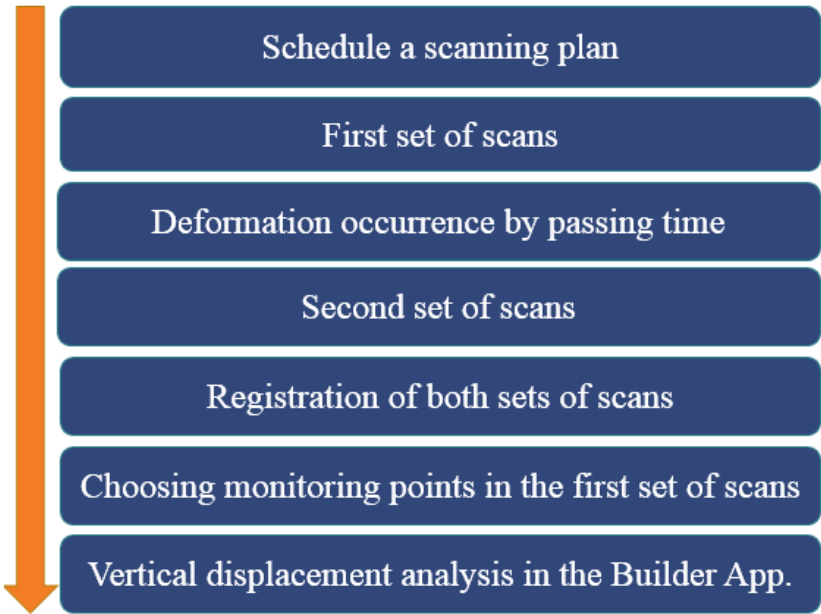 Schedule a scanning plan
First set of scans
Deformation occurrence by passing time
Second set of scans
Registration of both sets of scans
Choosing monitoring points in the first set of scans
Vertical displacement analysis in the Builder App.